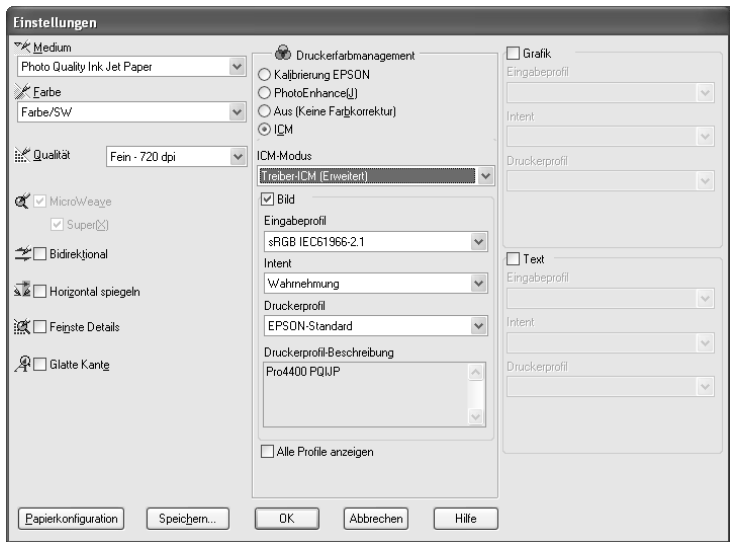 Einstellungen
Medium
Photo Quality Ink Jet Paper
Farbe
Farbe/SW
Qualität
Fein - 720 dpi
MicroWeave
Super(X)
Bidirektional
Horizontal spiegeln
Feinste Details
Glatte Kante
Druckerfarbmanagement
Kalibrierung EPSON
PhotoEnhance(J)
Aus (Keine Farbkorrektur)
ICM
ICM-Modus
Treiber-ICM (Erweitert)
Bild
Eingabeprofil
sRGB IEC61966-2.1
Intent
Wahrnehmung
Druckerprofil
EPSON-Standard
Druckerprofil-Beschreibung
Pro4400 PQIJP
Alle Profile anzeigen
Grafik
Eingabeprofil
Intent
Druckerprofil
Text
Eingabeprofil
Intent
Druckerprofil
Papierkonfiguration
Speichern...
OK
Abbrechen
Hilfe